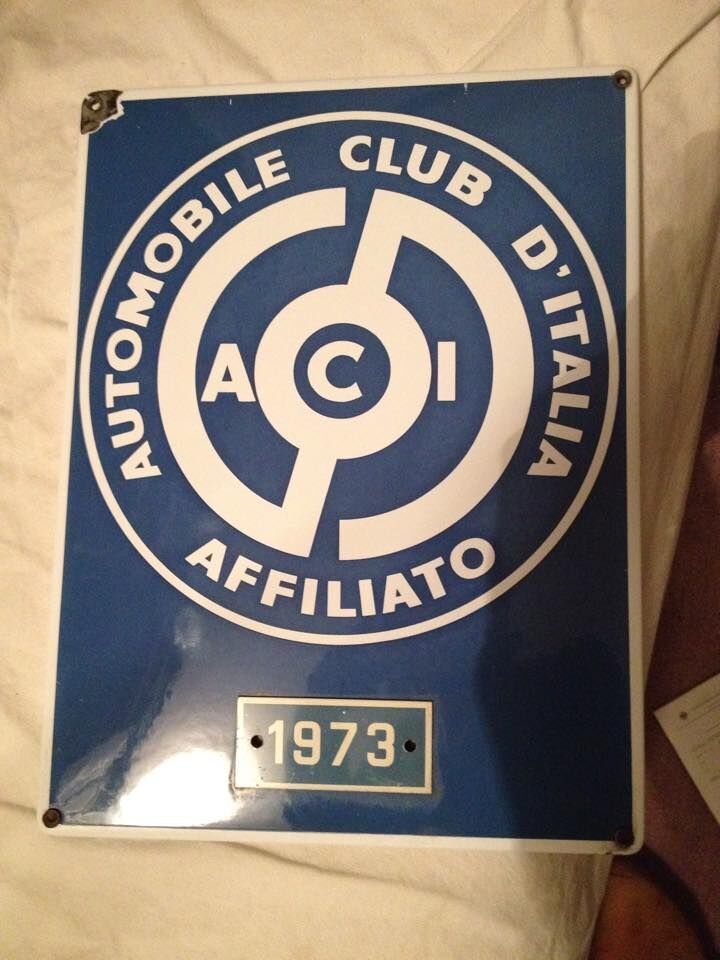 AUTOMOBILE CLUB D'ITALIA
ACI
AFFILIATO
1973